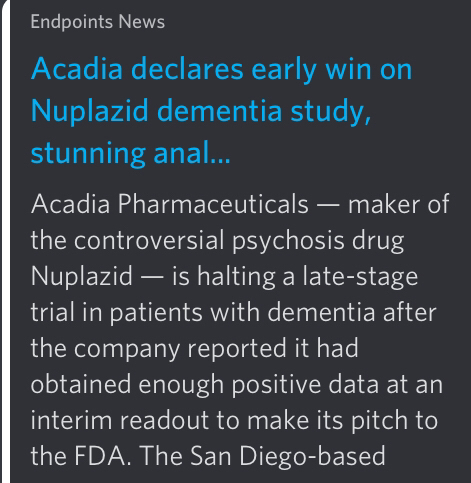 Endpoints News
Acadia declares early win on
Nuplazid dementia study,
stunning anal...
Acadia Pharmaceuticals — maker of
the controversial psychosis drug
Nuplazid — is halting a late-stage
trial in patients with dementia after
the company reported it had
obtained enough positive data at an
interim readout to make its pitch to
the FDA. The San Diego-based